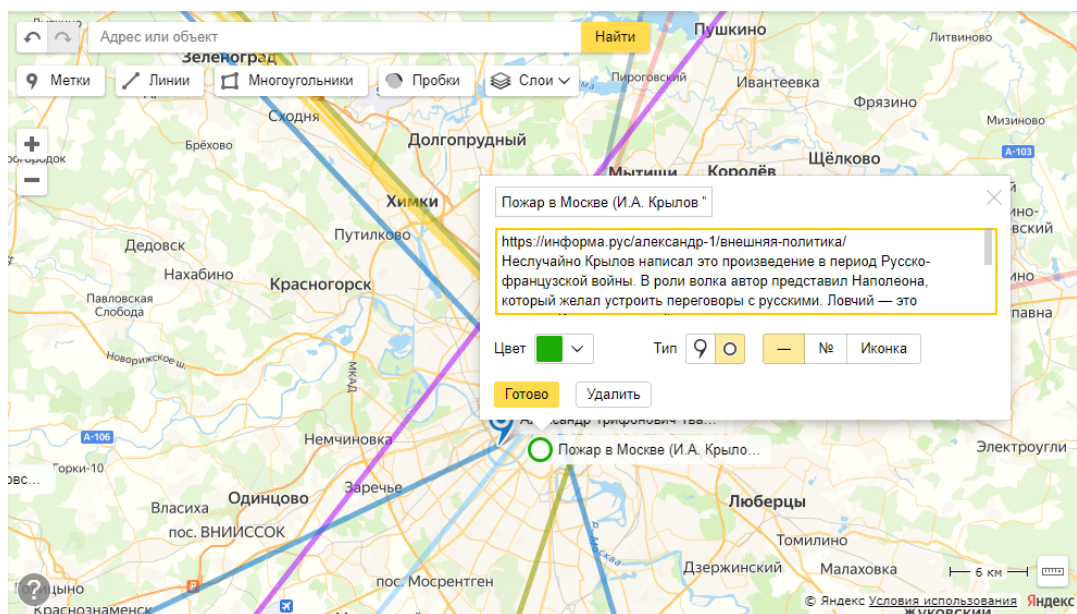 Адрес или объект
Найти
Пушкино
Литвиново
Зеленоград
Метки
Линии
Многоугольники
Пробки
Слои
Пироговский
Ивантеевка
Фрязино
Сходня
Мизиново
Брёхово
Долгопрудный
А-103
Щёлково
Мытищи
Королёв
Химки
Пожар в Москве (И.А. Крылов "
Путилково
https://информа.рус/александр-1/внешняя-политика/
Дедовск
Неслучайно Крылов написал это произведение в период Русско-
Нахабино
французской войны. В роли волка автор представил Наполеона,
Красногорск
который желал устроить переговоры с русскими. Ловчий — это
Павловская
Слобода
Цвет
Тип
—
№
Иконка
Новорижское ш.
МКАД
Готово
Удалить
Александр Трифонович Тва...
А-106
Немчиновка
Пожар в Москве (И.А. Крыло...
Электроугли
Горки-10
Заречье
Одинцово
Власиха
Люберцы
пос. ВНИИССОК
р. Москва
Томилино
Дзержинский
Малаховка
6 км
пос. Мосрентген
© Яндекс Условия использования Яндекс
Краснознаменск
Жуковский